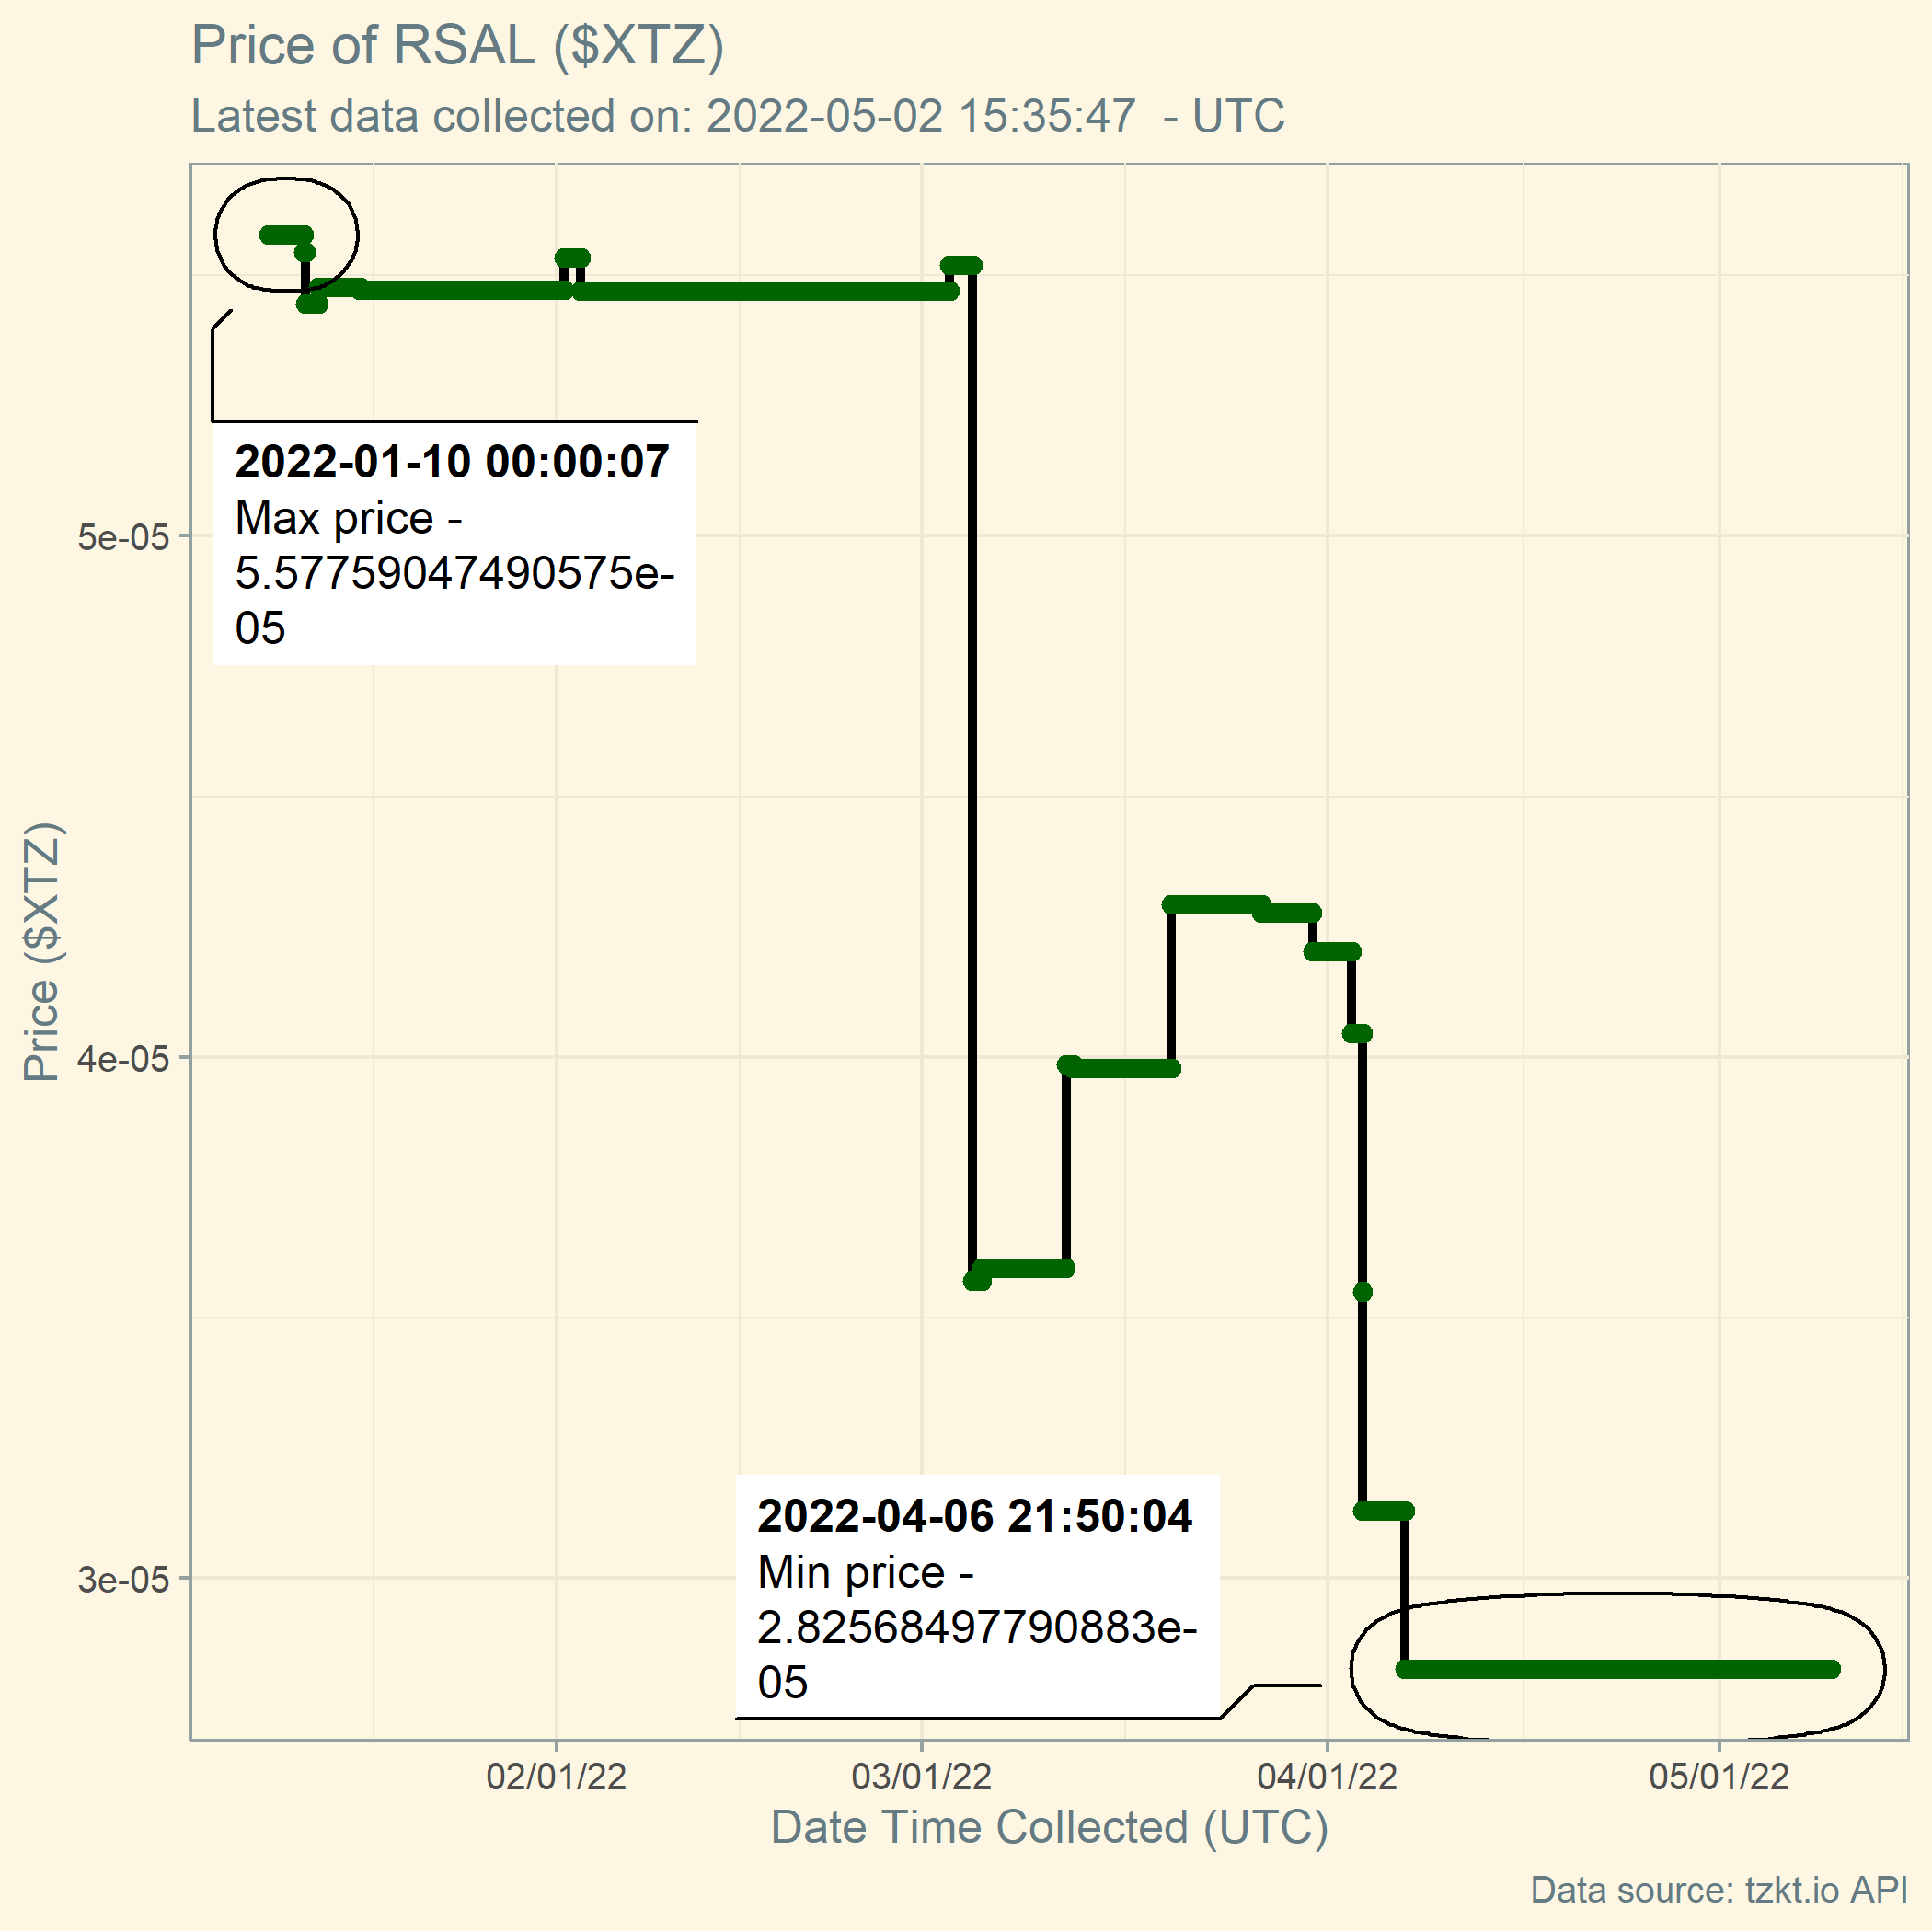 Price of RSAL ($XTZ)
Latest data collected on: 2022-05-02 15:35:47  - UTC
2022-01-10 00:00:07
Max price -
5.57759047490575e-
05
5e-05
Price ($XTZ)
4e-05
2022-04-06 21:50:04
Min price -
2.82568497790883e-
05
3e-05
02/01/22
03/01/22
04/01/22
05/01/22
Date Time Collected (UTC)
Data source: tzkt.io API